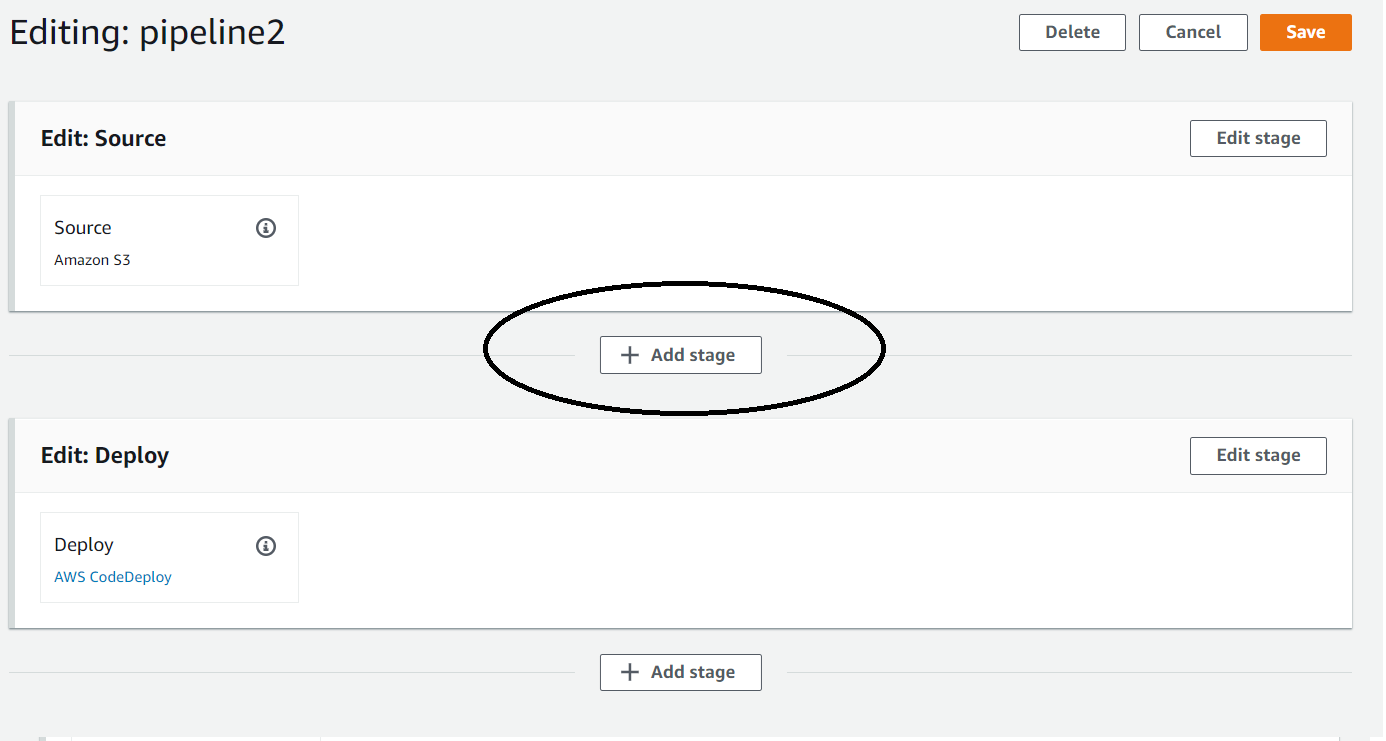 Editing: pipeline2
Delete
Cancel
Save
Edit: Source
Edit stage
Source
Amazon S3
+ Add stage
Edit: Deploy
Edit stage
Deploy
AWS CodeDeploy
+ Add stage